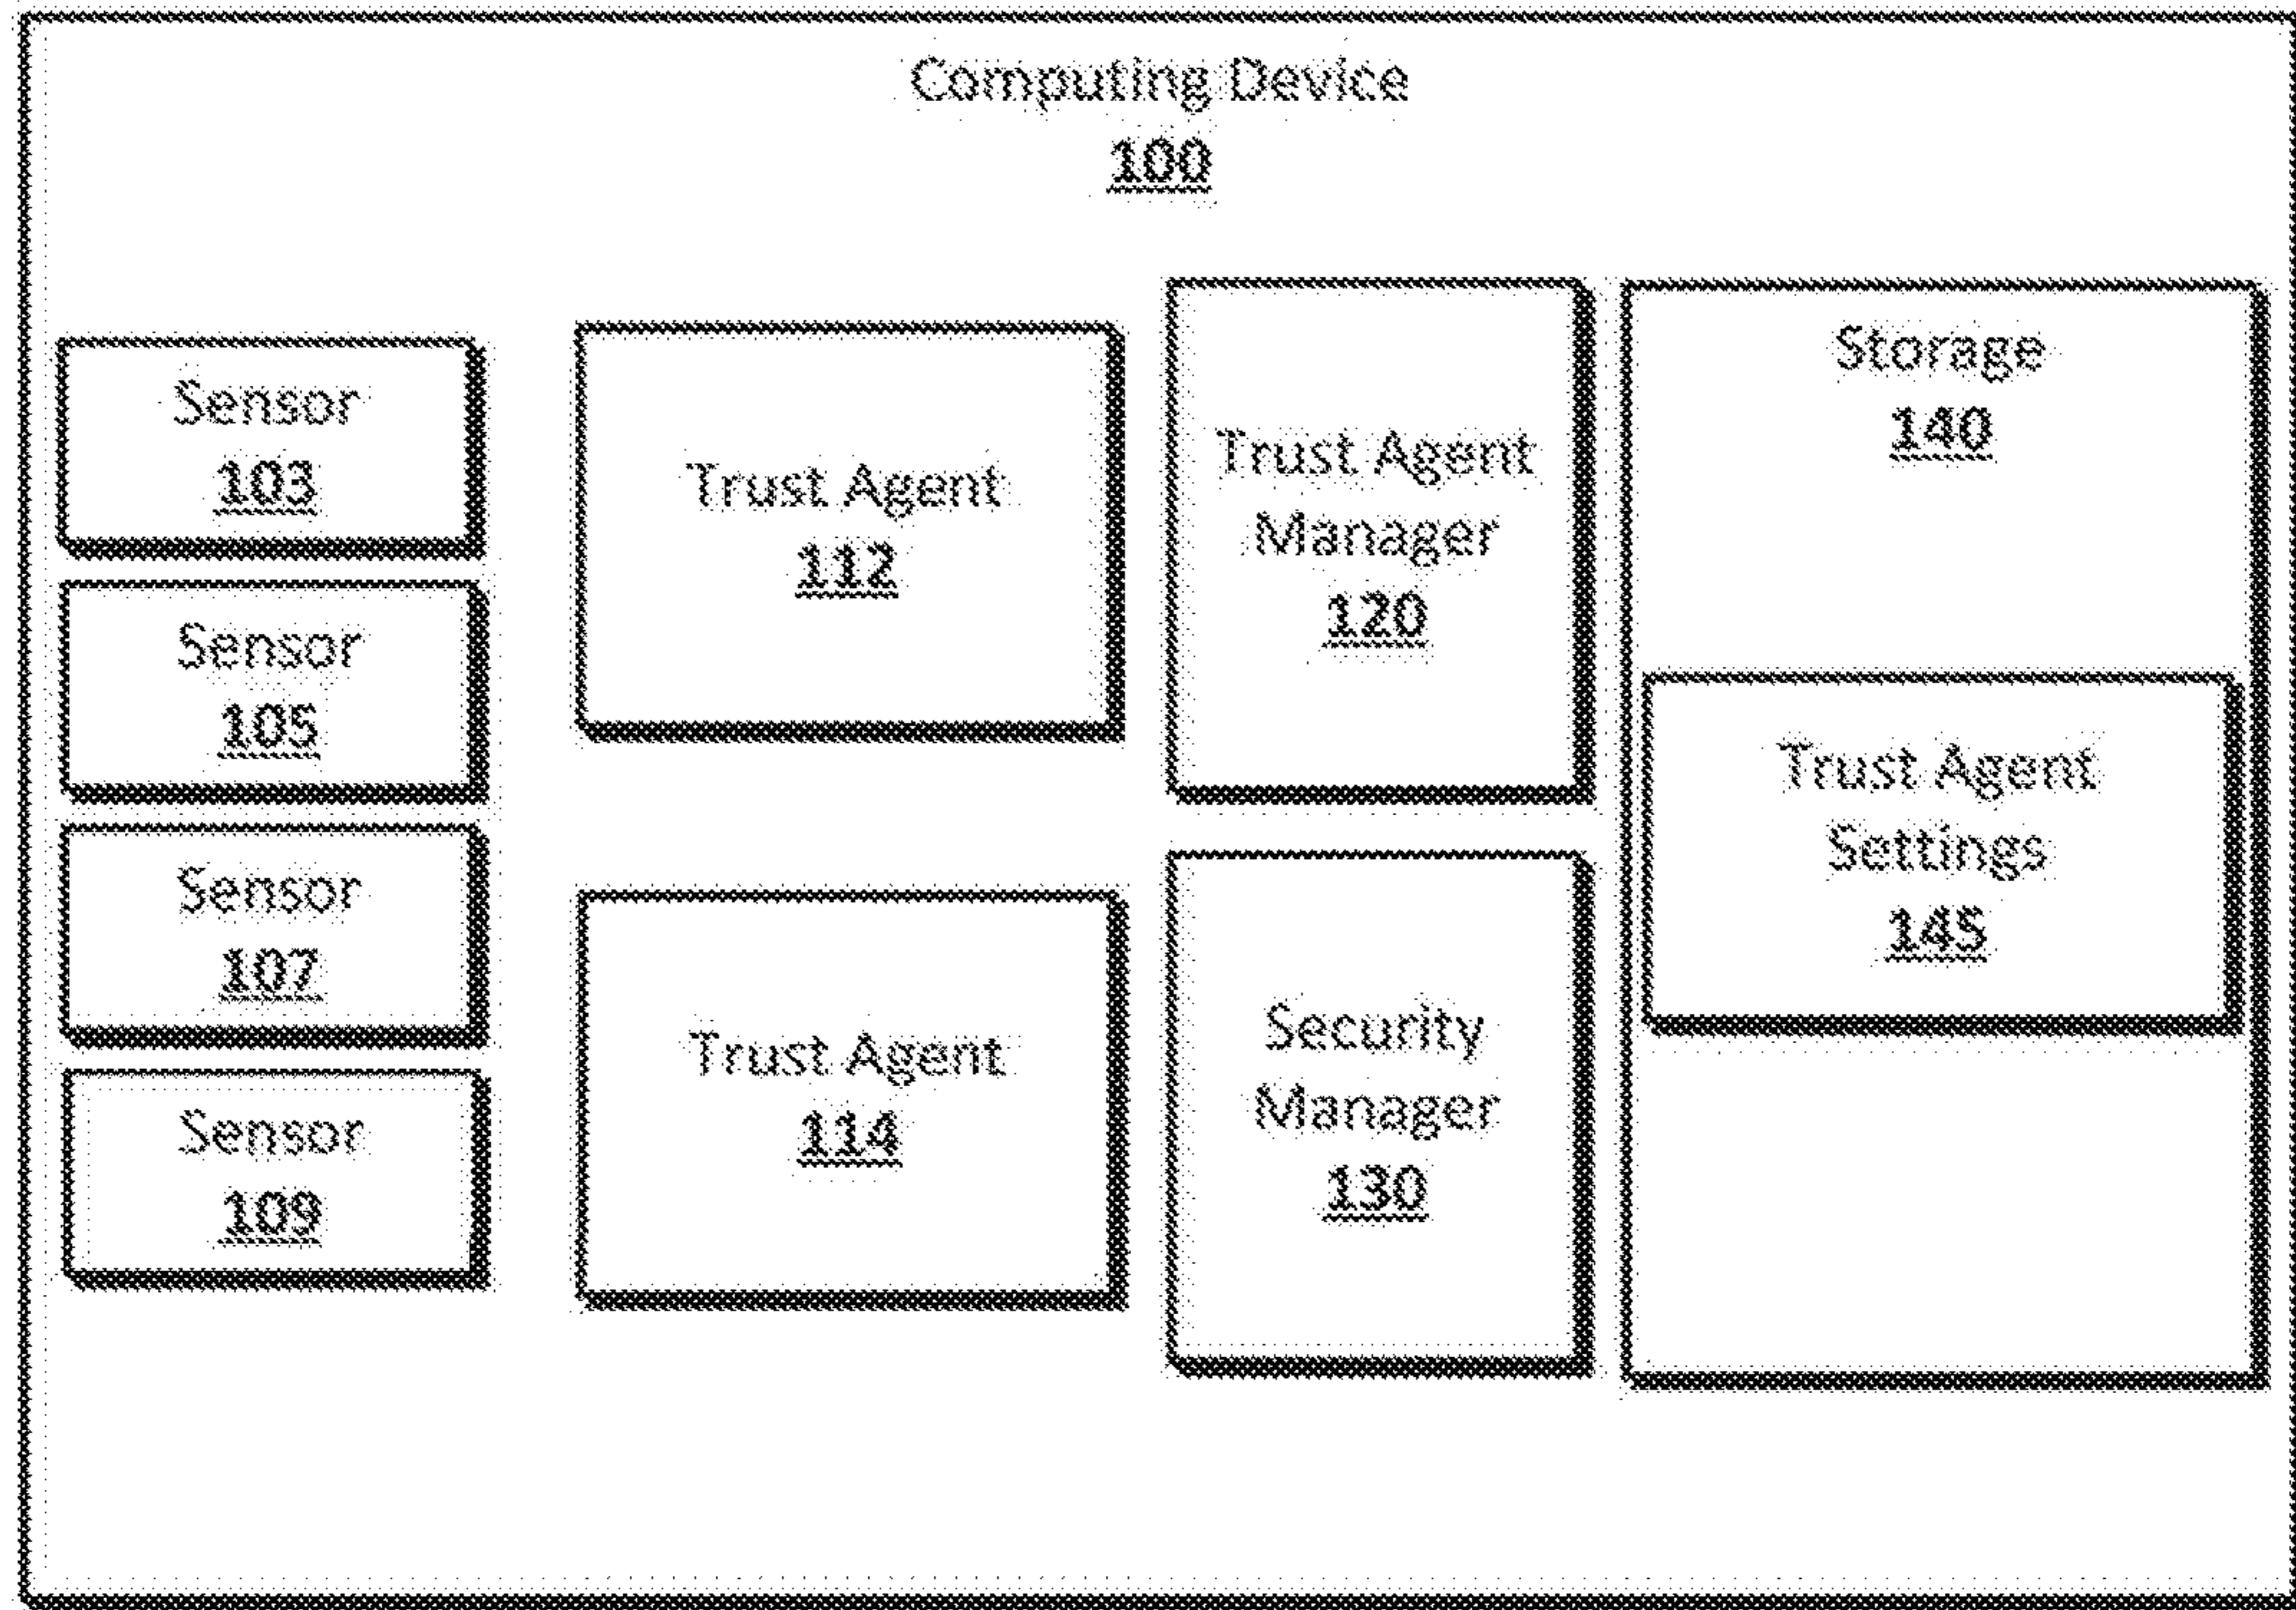 Computing Device
100
Sensor
103
Sensor
105
Sensor
107
Sensor
109
Trust Agent
112
Trust Agent
114
Trust Agent
Manager
120
Security
Manager
130
Storage
140
Trust Agent
Settings
145